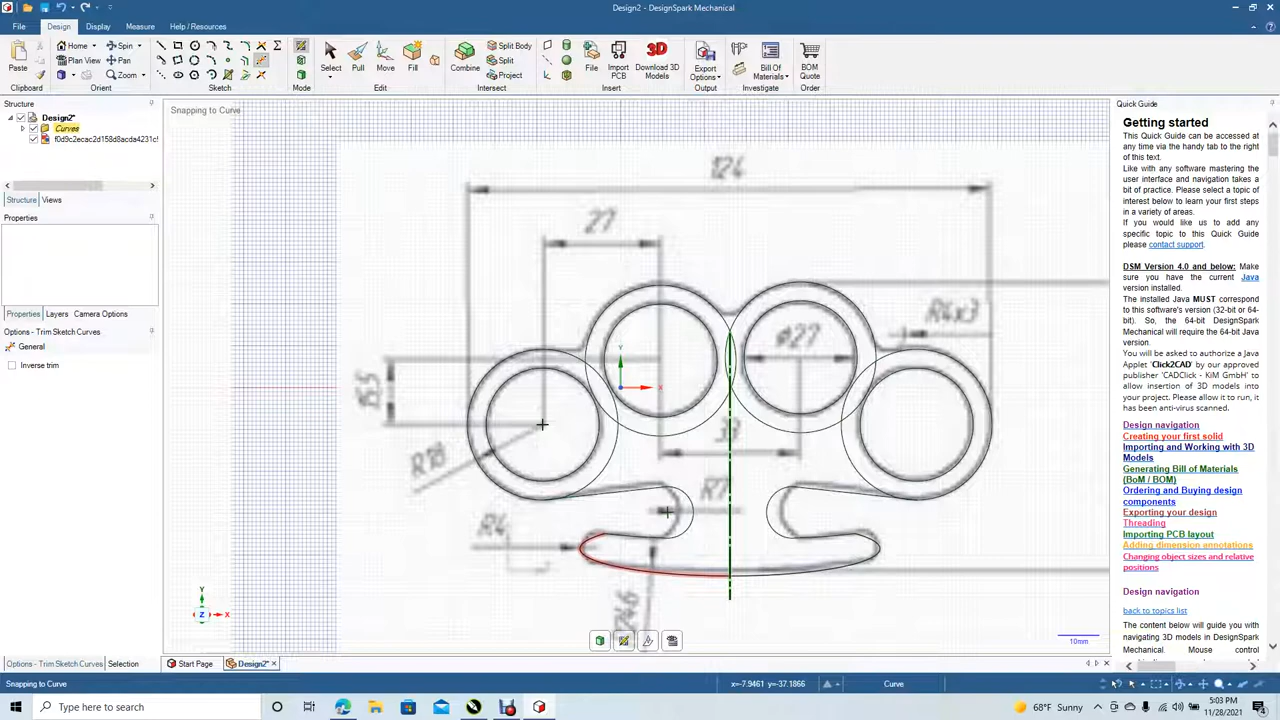 Design2 - DesignSpark Mechanical
File Design Display Measure Help / Resources
Paste Home Spin Plan View Pan Zoom Select Pull Move Fill Combine Split Body Split Project File Import PCB Download 3D Models Export Options Bill Of Materials BOM Quote
Clipboard Orient Sketch Mode Edit Intersect Insert Output Investigate Order
Structure
Design2*
Curves
f0d9c2ecac2d158d8acda4231c5
Structure Views
Properties
Properties Layers Camera Options
Options - Trim Sketch Curves
General
Inverse trim
Snapping to Curve
124
27
ø27
R4x3
15,5
33
R18
R7
R4
Y
X
Y
Z X
10mm
Quick Guide
Getting started
This Quick Guide can be accessed at
any time via the handy tab to the right
of this text.
Like with any software mastering the
user interface and navigation takes a
bit of practice. Please select a topic of
interest below to learn your first steps
in a variety of areas.
If you would like us to add any
specific topic to this Quick Guide
please contact support.
DSM Version 4.0 and below: Make
sure you have the current Java
version installed.
The installed Java MUST correspond
to this software's version (32-bit or 64-
bit). So, the 64-bit DesignSpark
Mechanical will require the 64-bit Java
version.
You will be asked to authorize a Java
Applet 'Click2CAD' by our approved
publisher 'CADClick - KiM GmbH' to
allow insertion of 3D models into
your project. Please allow it to run, it
has been anti-virus scanned.
Design navigation
Creating your first solid
Importing and Working with 3D
Models
Generating Bill of Materials
(BoM / BOM)
Ordering and Buying design
components
Exporting your design
Threading
Importing PCB layout
Adding dimension annotations
Changing object sizes and relative
positions
Design navigation
back to topics list
The content below will guide you with
navigating 3D models in DesignSpark
Mechanical. Mouse control
Options - Trim Sketch Curves Selection Start Page Design2*
Snapping to Curve x=-7.9461 y=-37.1866 Curve
Type here to search 68°F Sunny 5:03 PM
11/28/2021